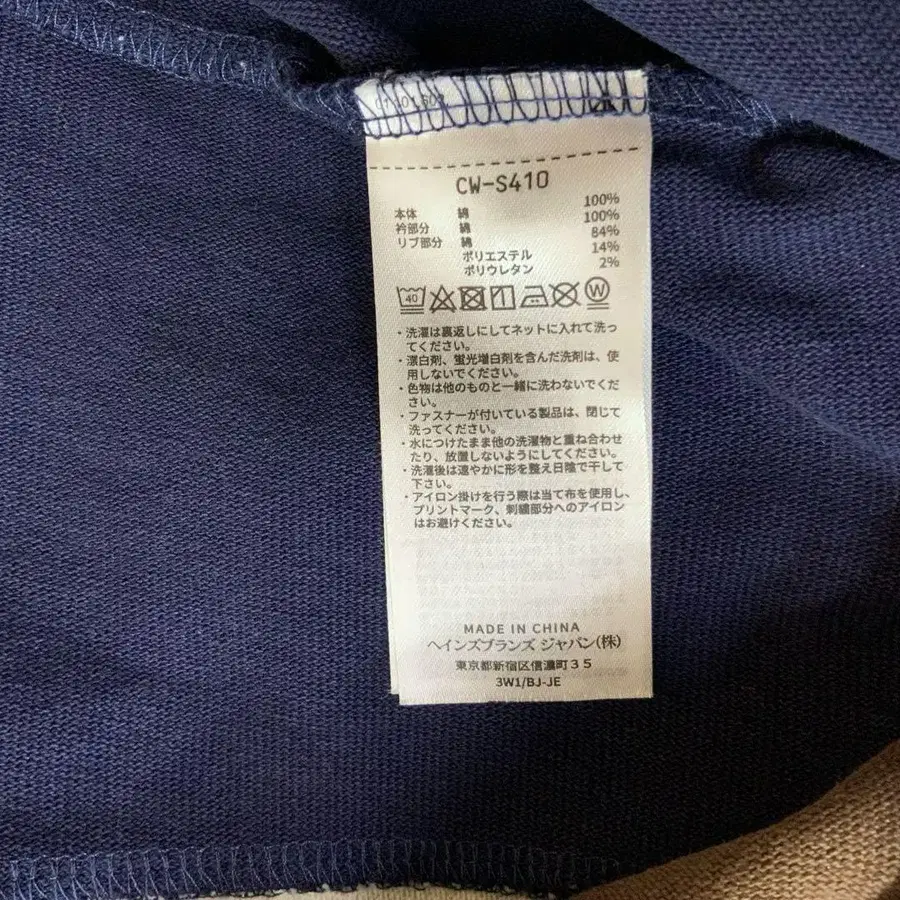 CW-S410
本体 綿 100%
衿部分 綿 100%
リブ部分 綿 84%
ポリエステル 14%
ポリウレタン 2%
40
W
・洗濯は裏返しにしてネットに入れて洗っ
てください。
・漂白剤、蛍光増白剤を含んだ洗剤は、使
用しないでください。
・色物は他のものと一緒に洗わないでくだ
さい。
・ファスナーが付いている製品は、閉じて
洗ってください。
・水につけたまま他の洗濯物と重ね合わせ
たり、放置しないようにしてください。
・洗濯後は速やかに形を整え日陰で干して
下さい。
・アイロン掛けを行う際は当て布を使用し、
プリントマーク、刺繍部分へのアイロン
はお避けください。
MADE IN CHINA
ヘインズブランズ ジャパン(株)
東京都新宿区信濃町35
3W1/BJ-JE